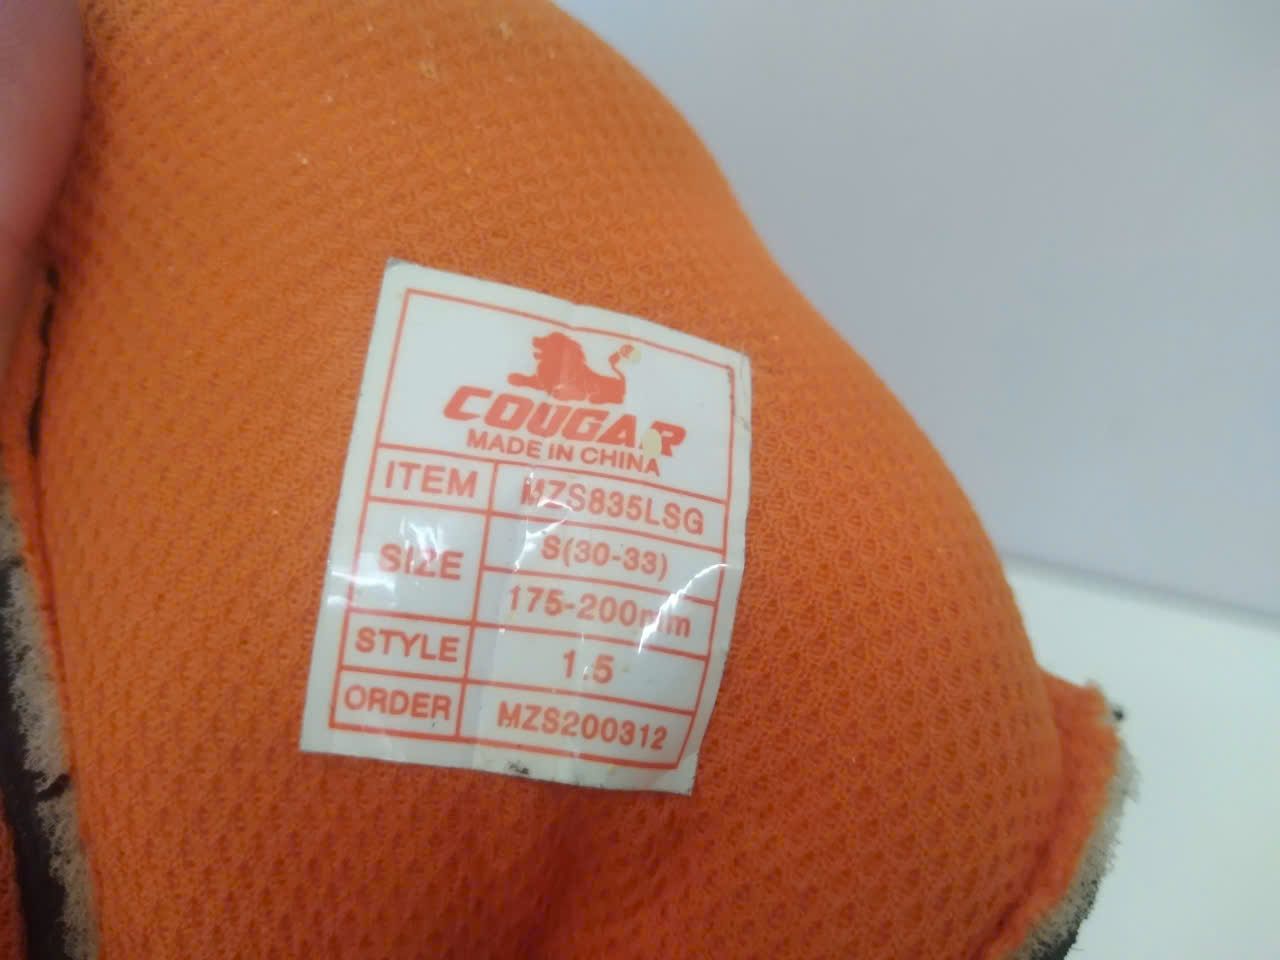 COUGAR
MADE IN CHINA
ITEM MZS835LSG
SIZE S(30-33)
175-200mm
STYLE 1.5
ORDER MZS200312